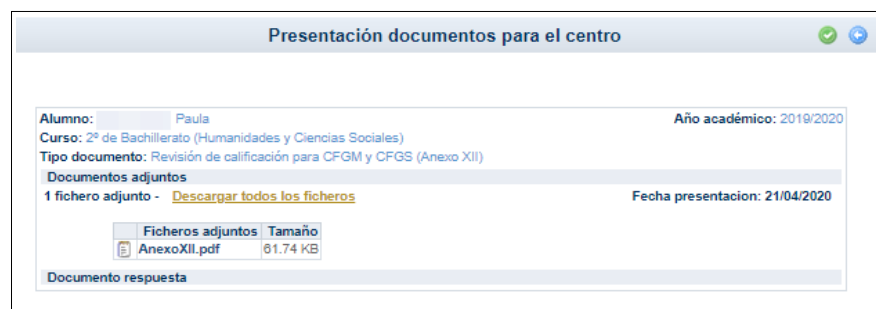 Presentación documentos para el centro
Alumno: Paula Año académico: 2019/2020
Curso: 2º de Bachillerato (Humanidades y Ciencias Sociales)
Tipo documento: Revisión de calificación para CFGM y CFGS (Anexo XII)
Documentos adjuntos
1 fichero adjunto - Descargar todos los ficheros Fecha presentacion: 21/04/2020
Ficheros adjuntos Tamaño
AnexoXII.pdf 61.74 KB
Documento respuesta